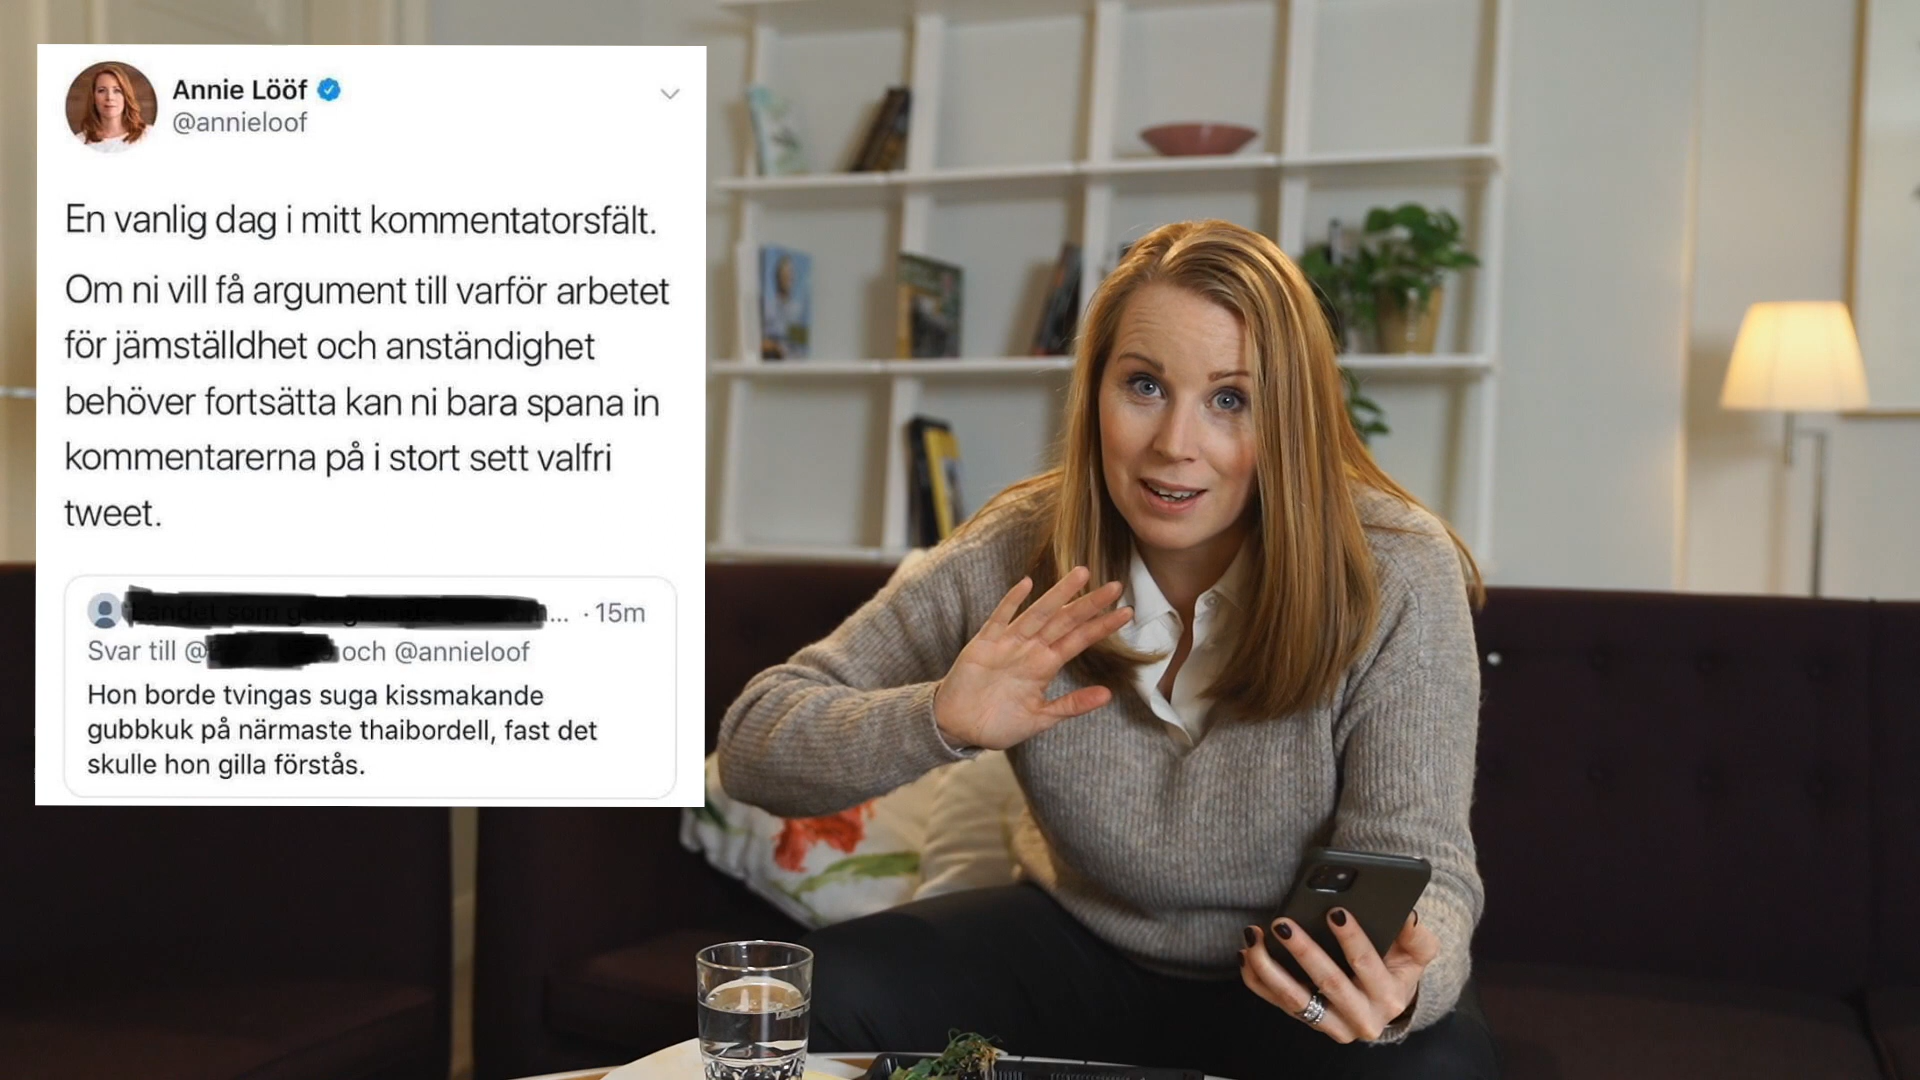 Annie Lööf
@annieloof
En vanlig dag i mitt kommentatorsfält.
Om ni vill få argument till varför arbetet
för jämställdhet och anständighet
behöver fortsätta kan ni bara spana in
kommentarerna på i stort sett valfri
tweet.
... · 15m
Svar till @ och @annieloof
Hon borde tvingas suga kissmakande
gubbkuk på närmaste thaibordell, fast det
skulle hon gilla förstås.